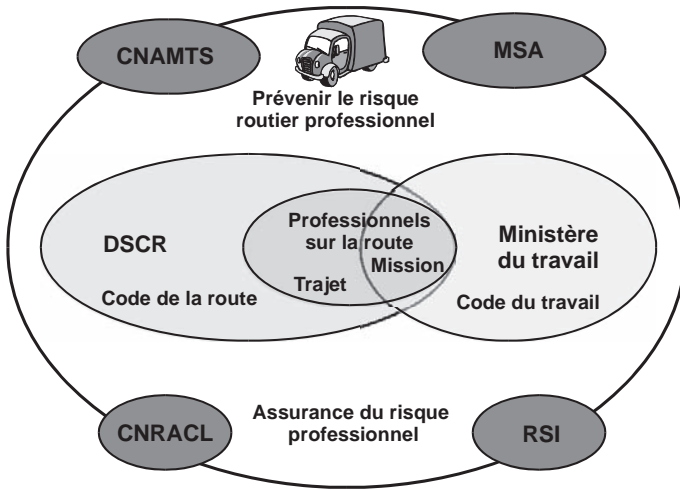 CNAMTS
MSA
Prévenir le risque
routier professionnel
DSCR
Code de la route
Professionnels
sur la route
Mission
Trajet
Ministère
du travail
Code du travail
CNRACL
Assurance du risque
professionnel
RSI